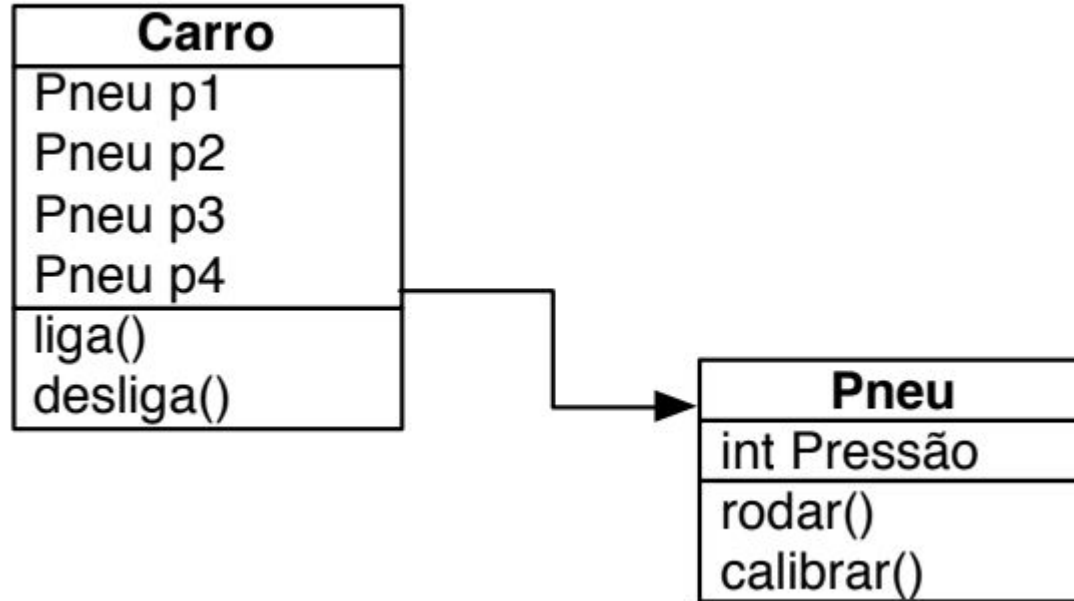 Carro
Pneu p1
Pneu p2
Pneu p3
Pneu p4
liga()
desliga()
Pneu
int Pressão
rodar()
calibrar()